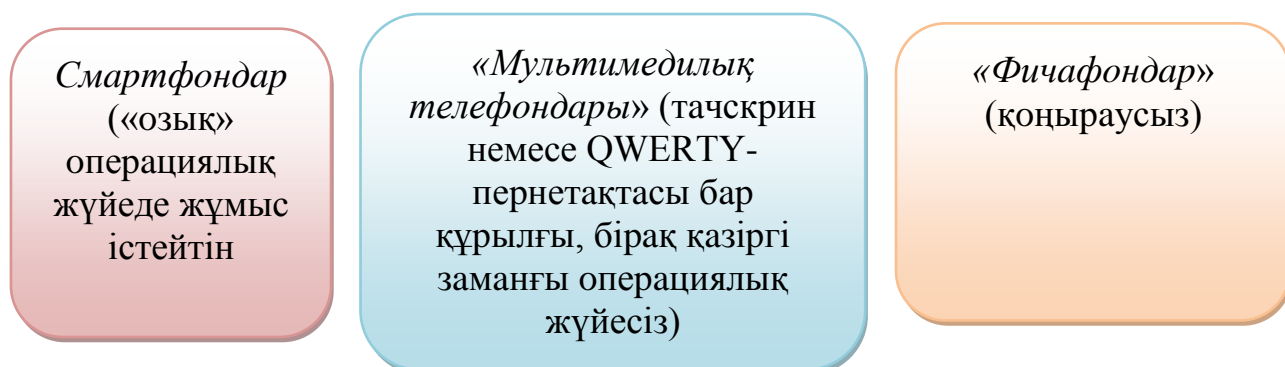 Смартфондар
(«озық»
операциялық
жүйеде жұмыс
істейтін
«Мультимедилық
телефондары» (тачскрин
немесе QWERTY-
пернетақтасы бар
құрылғы, бірақ қазіргі
заманғы операциялық
жүйесіз)
«Фичафондар»
(қоңыраусыз)